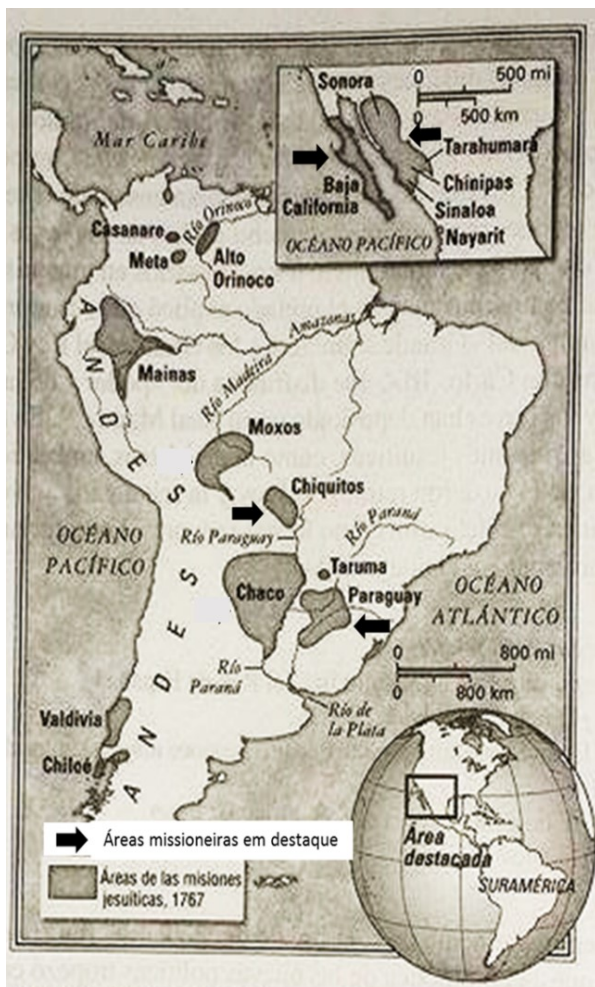 Sonora
0 500 mi
0 500 km
Tarahumara
Chínipas
Sinaloa
Nayarit
Baja
California
OCÉANO PACÍFICO
Mar Caribe
Río Orinoco
Casanare
Meta
Alto
Orinoco
Amazonas
Mainas
Río Madeira
Moxos
Chiquitos
Río Paraguay
Río Paraná
Taruma
OCÉANO
PACÍFICO
Chaco
Paraguay
OCÉANO
ATLÁNTICO
ANDES
ANDES
Río
Paraná
0 800 mi
0 800 km
Río de
la Plata
Valdivia
Chiloé
Áreas missioneiras em destaque
Áreas de las misiones
jesuíticas, 1767
Área
destacada
SURAMÉRICA